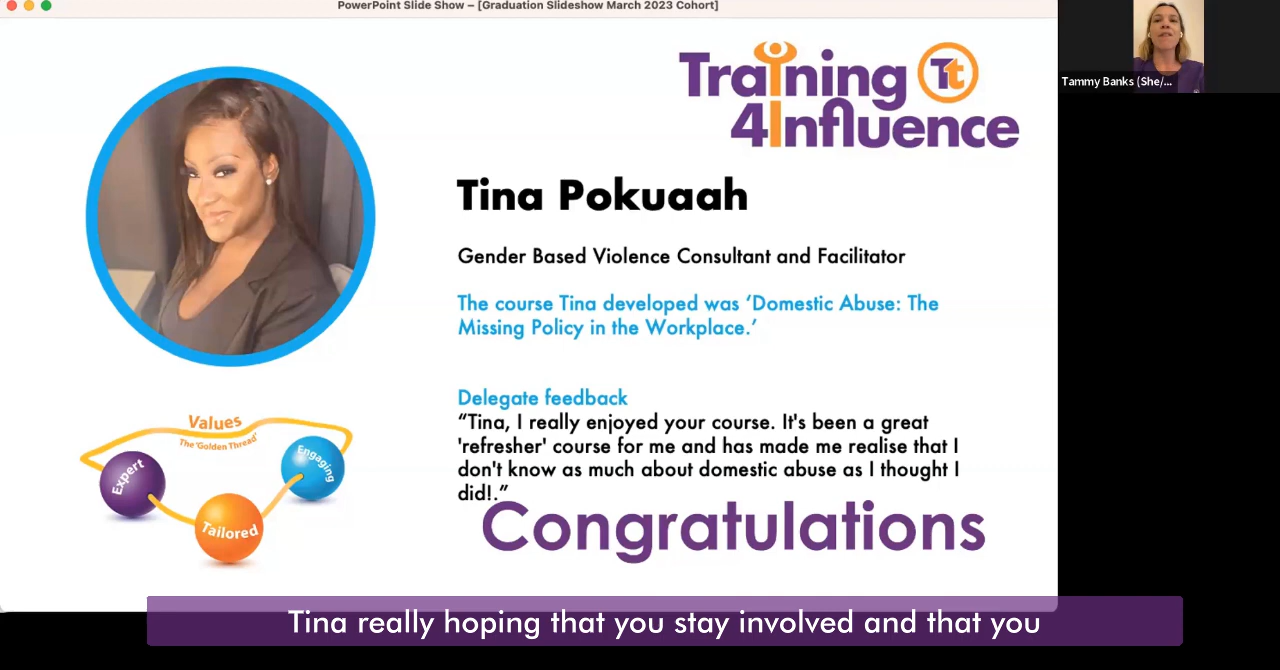 PowerPoint Slide Show – [Graduation Slideshow March 2023 Cohort]
Training Tt
4Influence
Tammy Banks (She/...
Tina Pokuaah
Gender Based Violence Consultant and Facilitator
The course Tina developed was ‘Domestic Abuse: The
Missing Policy in the Workplace.’
Delegate feedback
“Tina, I really enjoyed your course. It's been a great
'refresher' course for me and has made me realise that I
don't know as much about domestic abuse as I thought I
did!.”
Values
The 'Golden Thread'
Expert
Tailored
Engaging
Congratulations
Tina really hoping that you stay involved and that you